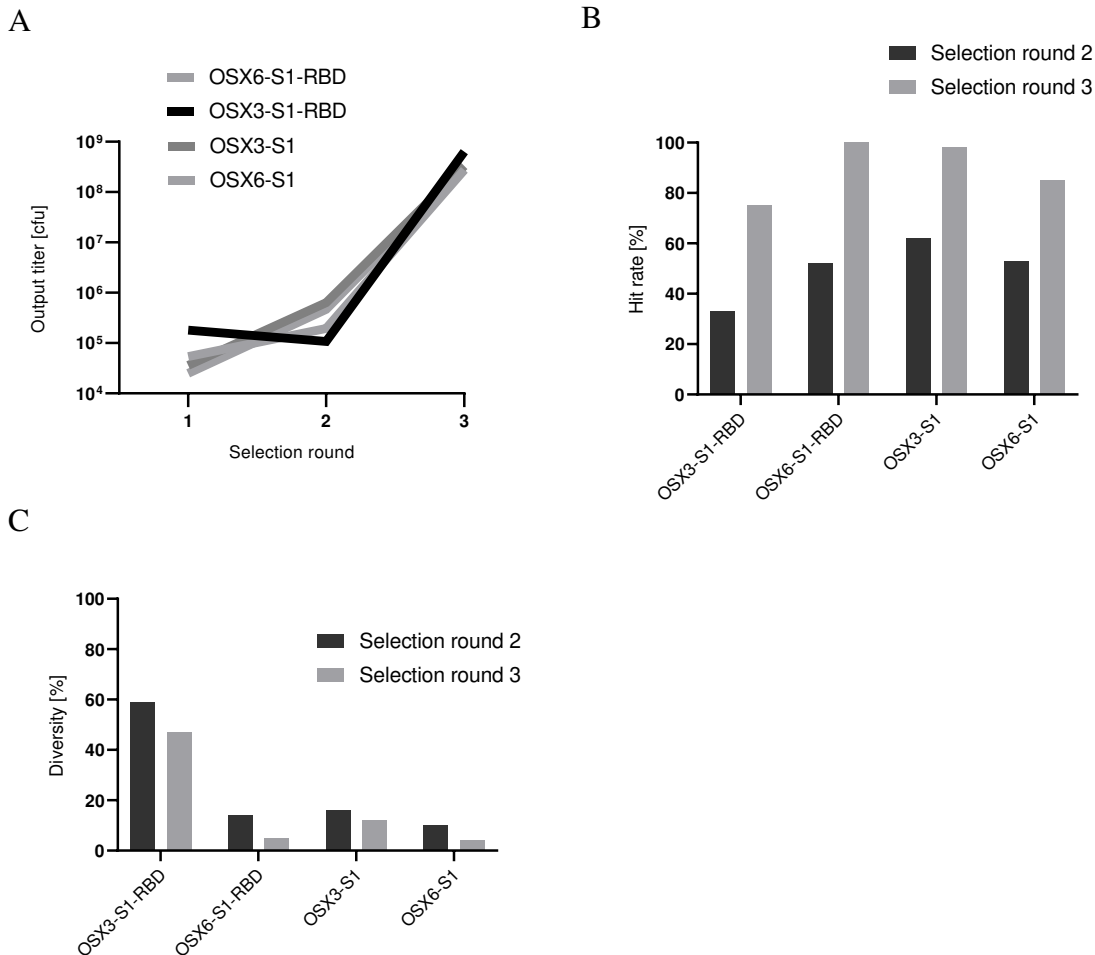 A
OSX6-S1-RBD
OSX3-S1-RBD
OSX3-S1
OSX6-S1
Output titer [cfu]
10⁹
10⁸
10⁷
10⁶
10⁵
10⁴
1
2
3
Selection round
B
Selection round 2
Selection round 3
Hit rate [%]
100
80
60
40
20
0
OSX3-S1-RBD
OSX6-S1-RBD
OSX3-S1
OSX6-S1
C
Selection round 2
Selection round 3
Diversity [%]
100
80
60
40
20
0
OSX3-S1-RBD
OSX6-S1-RBD
OSX3-S1
OSX6-S1